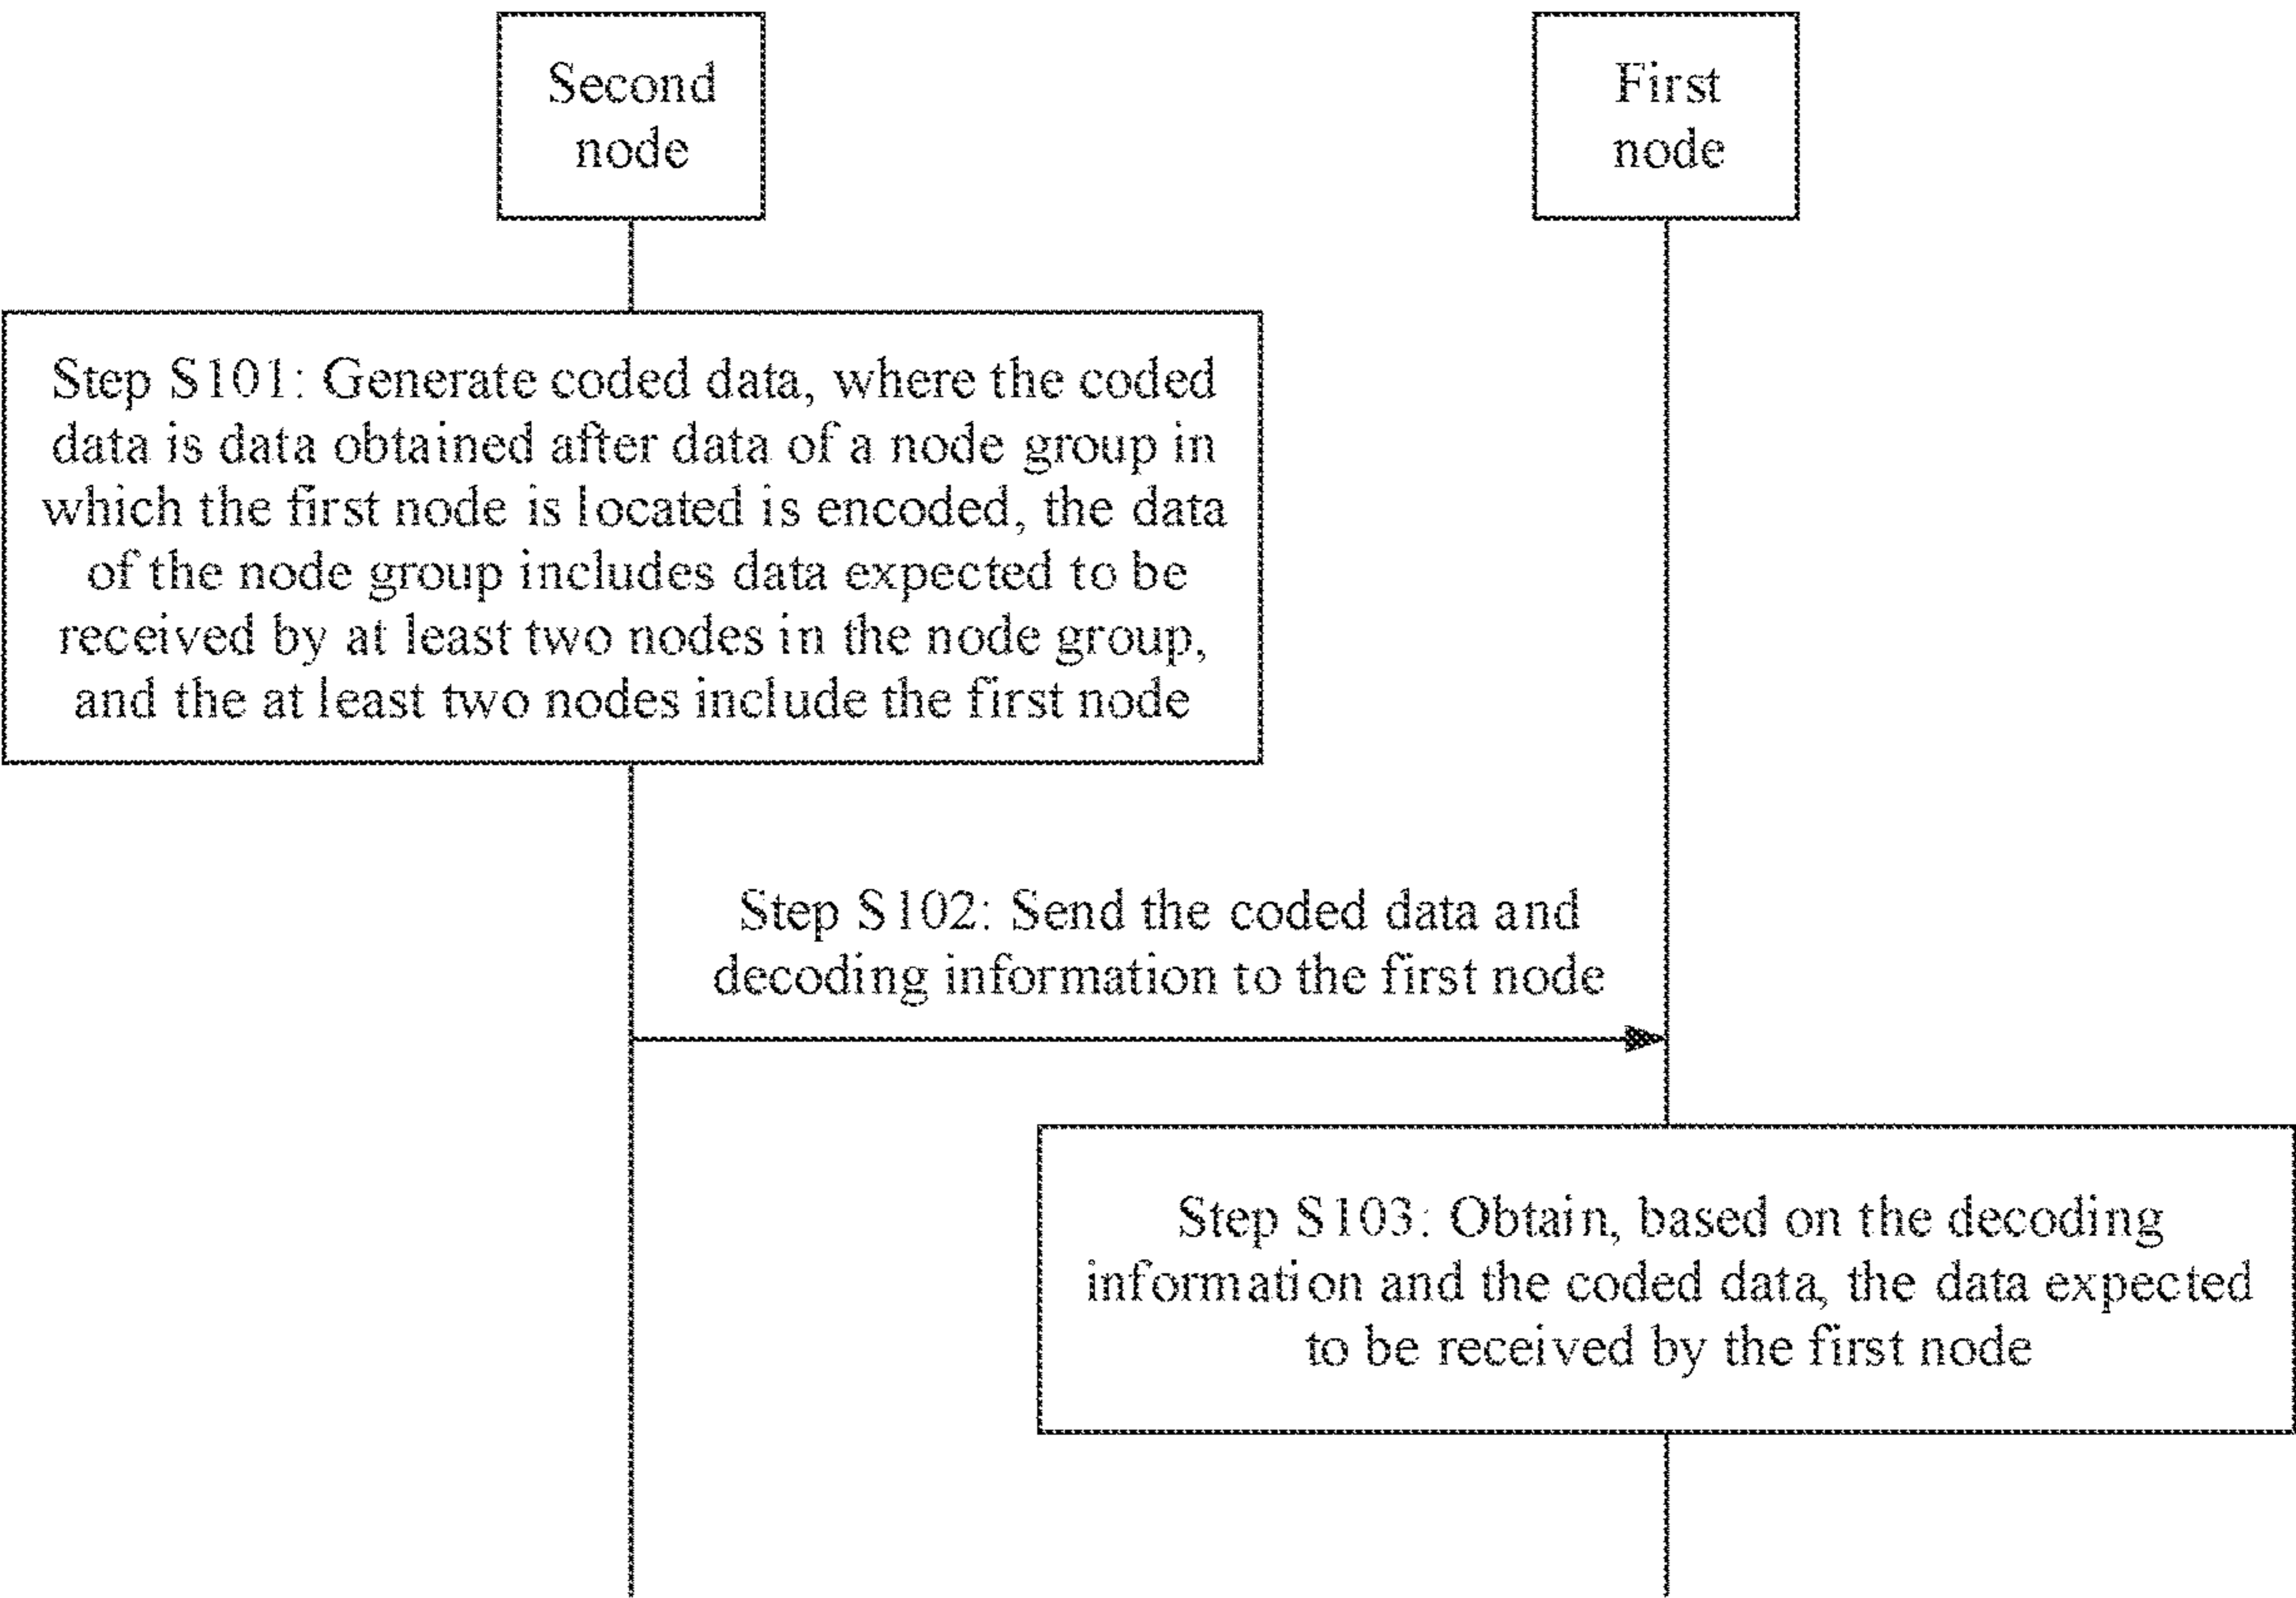 Second
node
First
node
Step S101: Generate coded data, where the coded
data is data obtained after data of a node group in
which the first node is located is encoded, the data
of the node group includes data expected to be
received by at least two nodes in the node group,
and the at least two nodes include the first node
Step S102: Send the coded data and
decoding information to the first node
Step S103: Obtain, based on the decoding
information and the coded data, the data expected
to be received by the first node